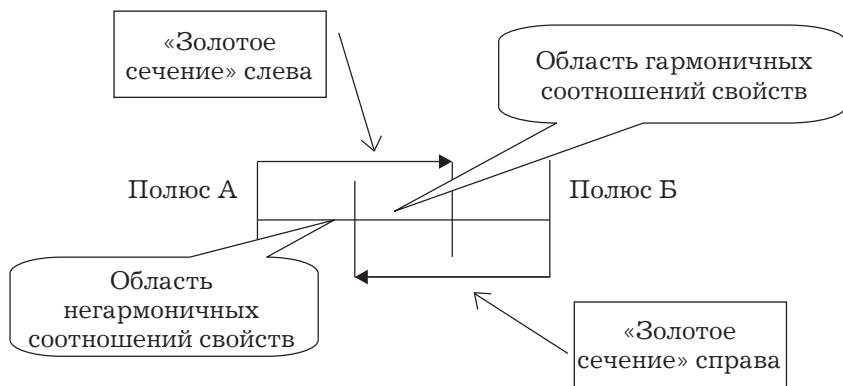 «Золотое
сечение» слева
Область гармоничных
соотношений свойств
Полюс А
Полюс Б
Область
негармоничных
соотношений свойств
«Золотое
сечение» справа